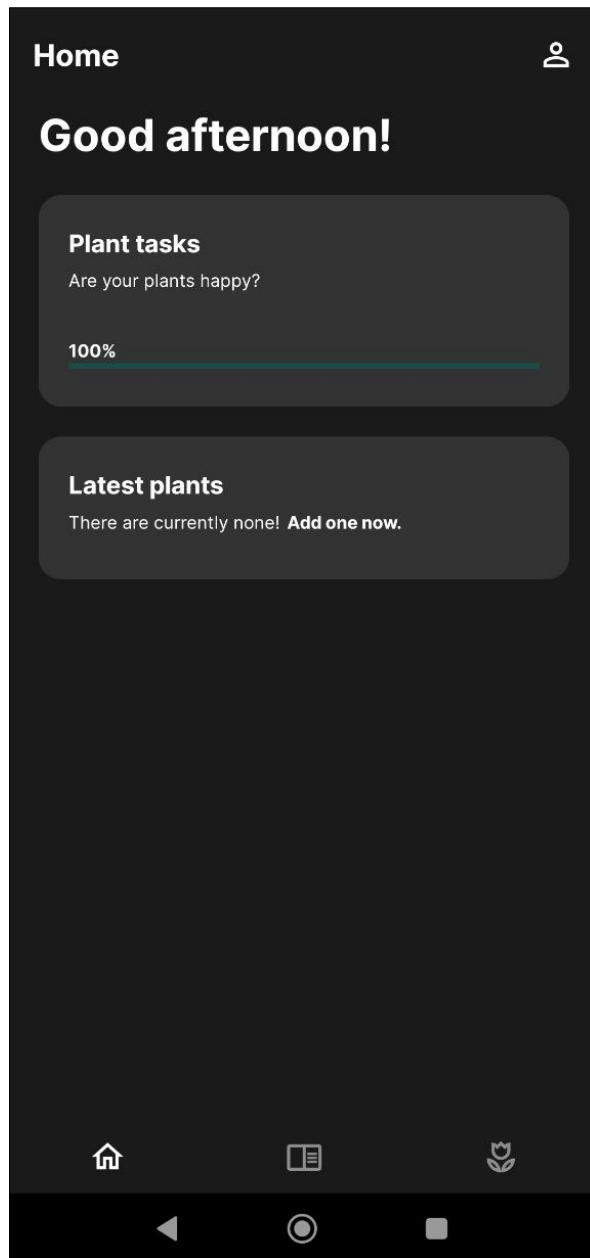 Home
Good afternoon!
Plant tasks
Are your plants happy?
100%
Latest plants
There are currently none! Add one now.